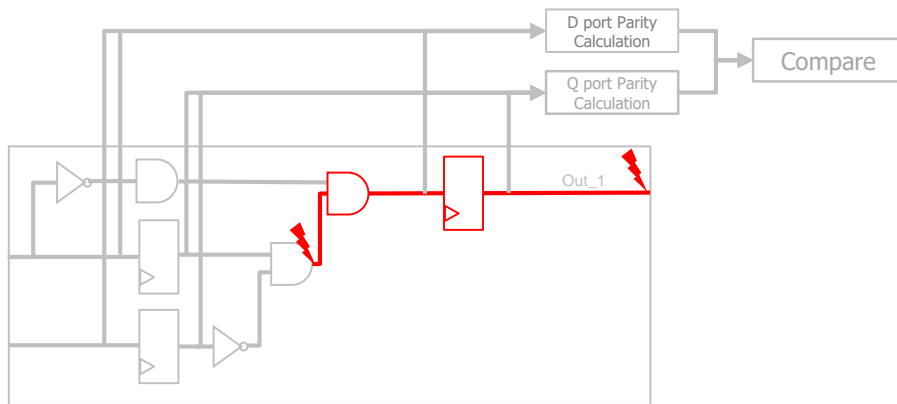 D port Parity
Calculation
Compare
Q port Parity
Calculation
Out_1